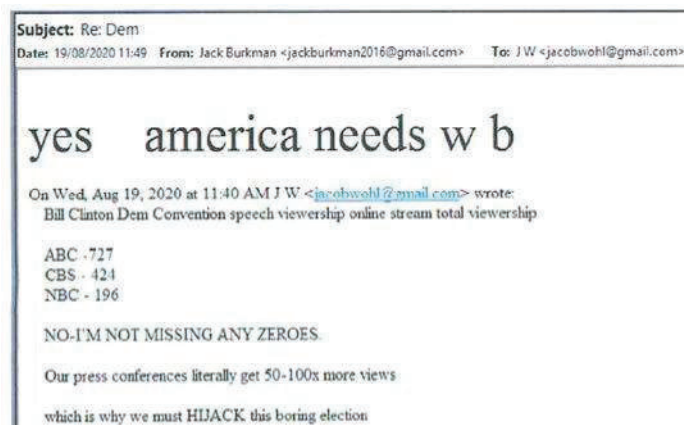 Subject: Re: Dem
Date: 19/08/2020 11:49 From: Jack Burkman <jackburkman2016@gmail.com> To: J W <jacobwohl@gmail.com>
yes america needs w b
On Wed, Aug 19, 2020 at 11:40 AM J W <jacobwohl@gmail.com> wrote:
Bill Clinton Dem Convention speech viewership online stream total viewership
ABC -727
CBS - 424
NBC - 196
NO-I'M NOT MISSING ANY ZEROES.
Our press conferences literally get 50-100x more views
which is why we must HIJACK this boring election